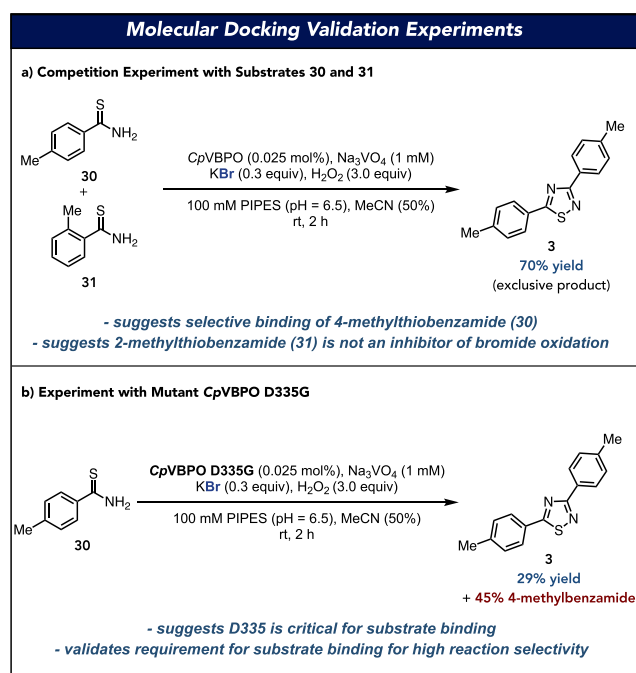 Molecular Docking Validation Experiments
a) Competition Experiment with Substrates 30 and 31
S
NH2
Me
30
+
Me
S
NH2
31
CpVBPO (0.025 mol%), Na3VO4 (1 mM)
KBr (0.3 equiv), H2O2 (3.0 equiv)
100 mM PIPES (pH = 6.5), MeCN (50%)
rt, 2 h
Me
N
N
S
Me
3
70% yield
(exclusive product)
- suggests selective binding of 4-methylthiobenzamide (30)
- suggests 2-methylthiobenzamide (31) is not an inhibitor of bromide oxidation
b) Experiment with Mutant CpVBPO D335G
S
NH2
Me
30
CpVBPO D335G (0.025 mol%), Na3VO4 (1 mM)
KBr (0.3 equiv), H2O2 (3.0 equiv)
100 mM PIPES (pH = 6.5), MeCN (50%)
rt, 2 h
Me
N
N
S
Me
3
29% yield
+ 45% 4-methylbenzamide
- suggests D335 is critical for substrate binding
- validates requirement for substrate binding for high reaction selectivity